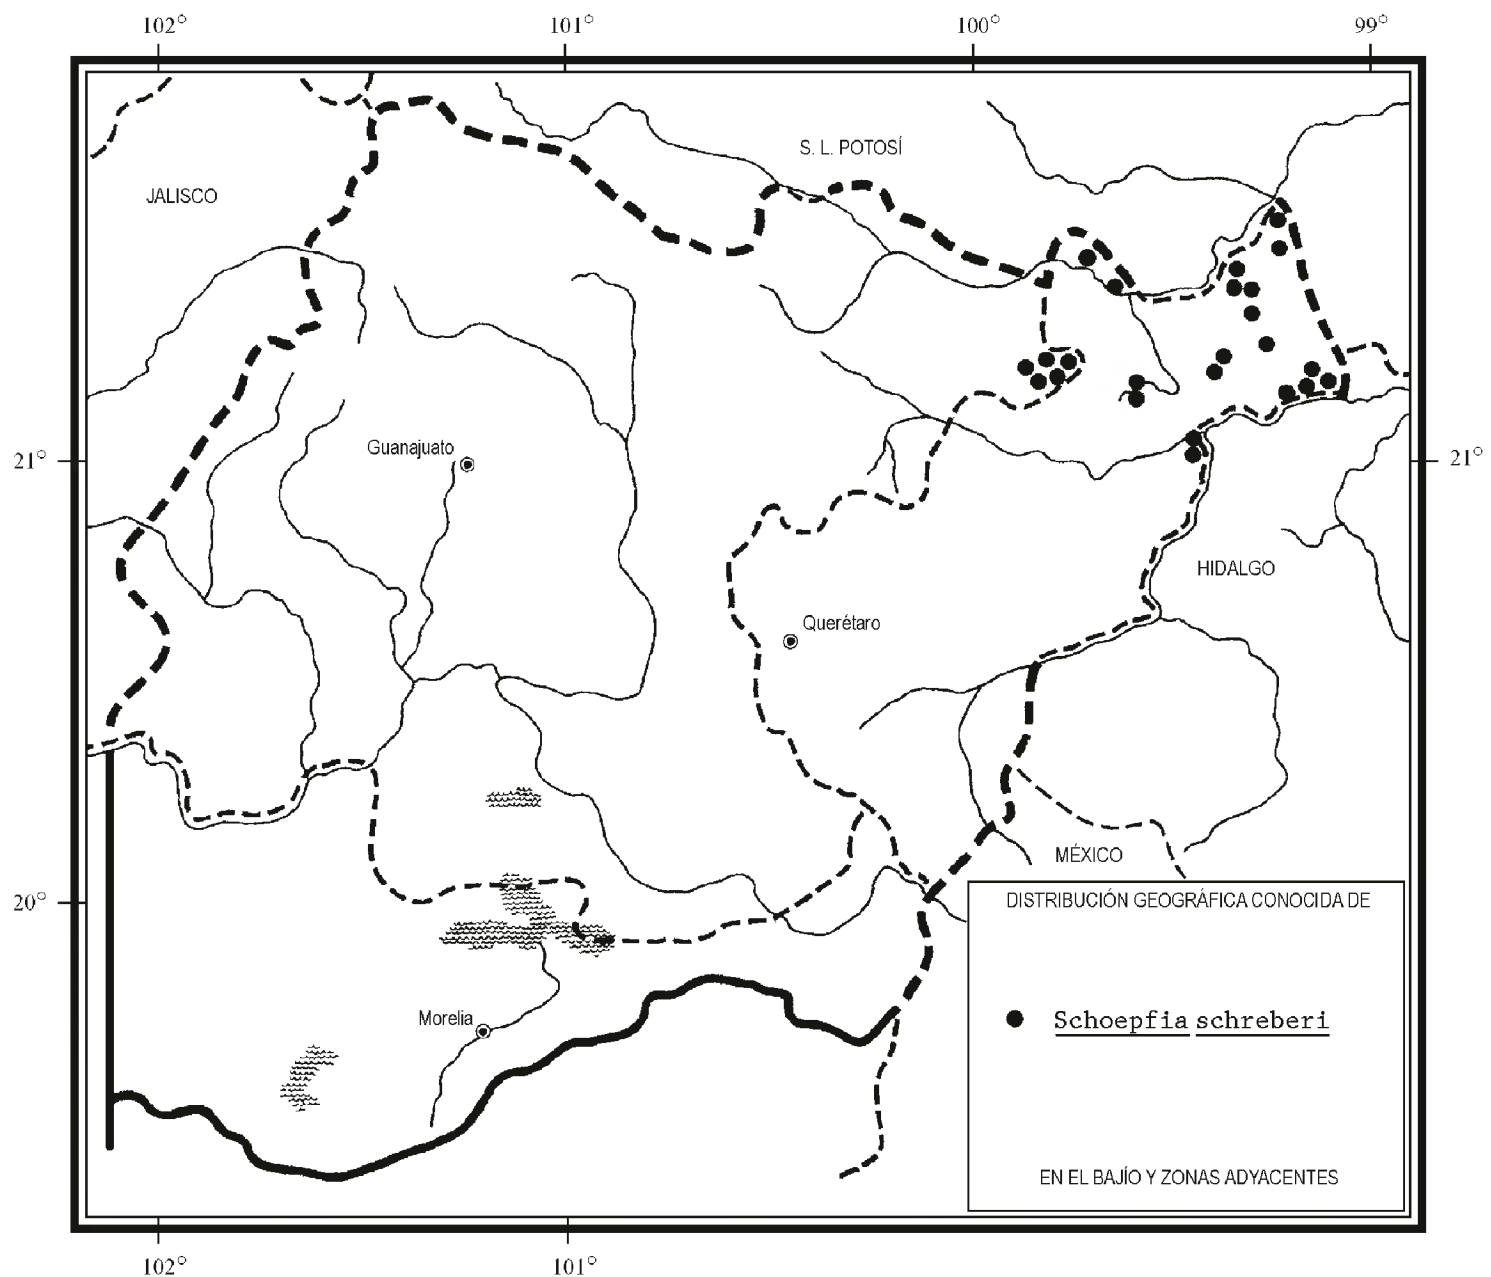 102° 101° 100° 99°
S. L. POTOSÍ
JALISCO
Guanajuato
21° 21°
HIDALGO
Querétaro
MÉXICO
20°
DISTRIBUCIÓN GEOGRÁFICA CONOCIDA DE
Schoepfia schreberi
Morelia
EN EL BAJÍO Y ZONAS ADYACENTES
102° 101°